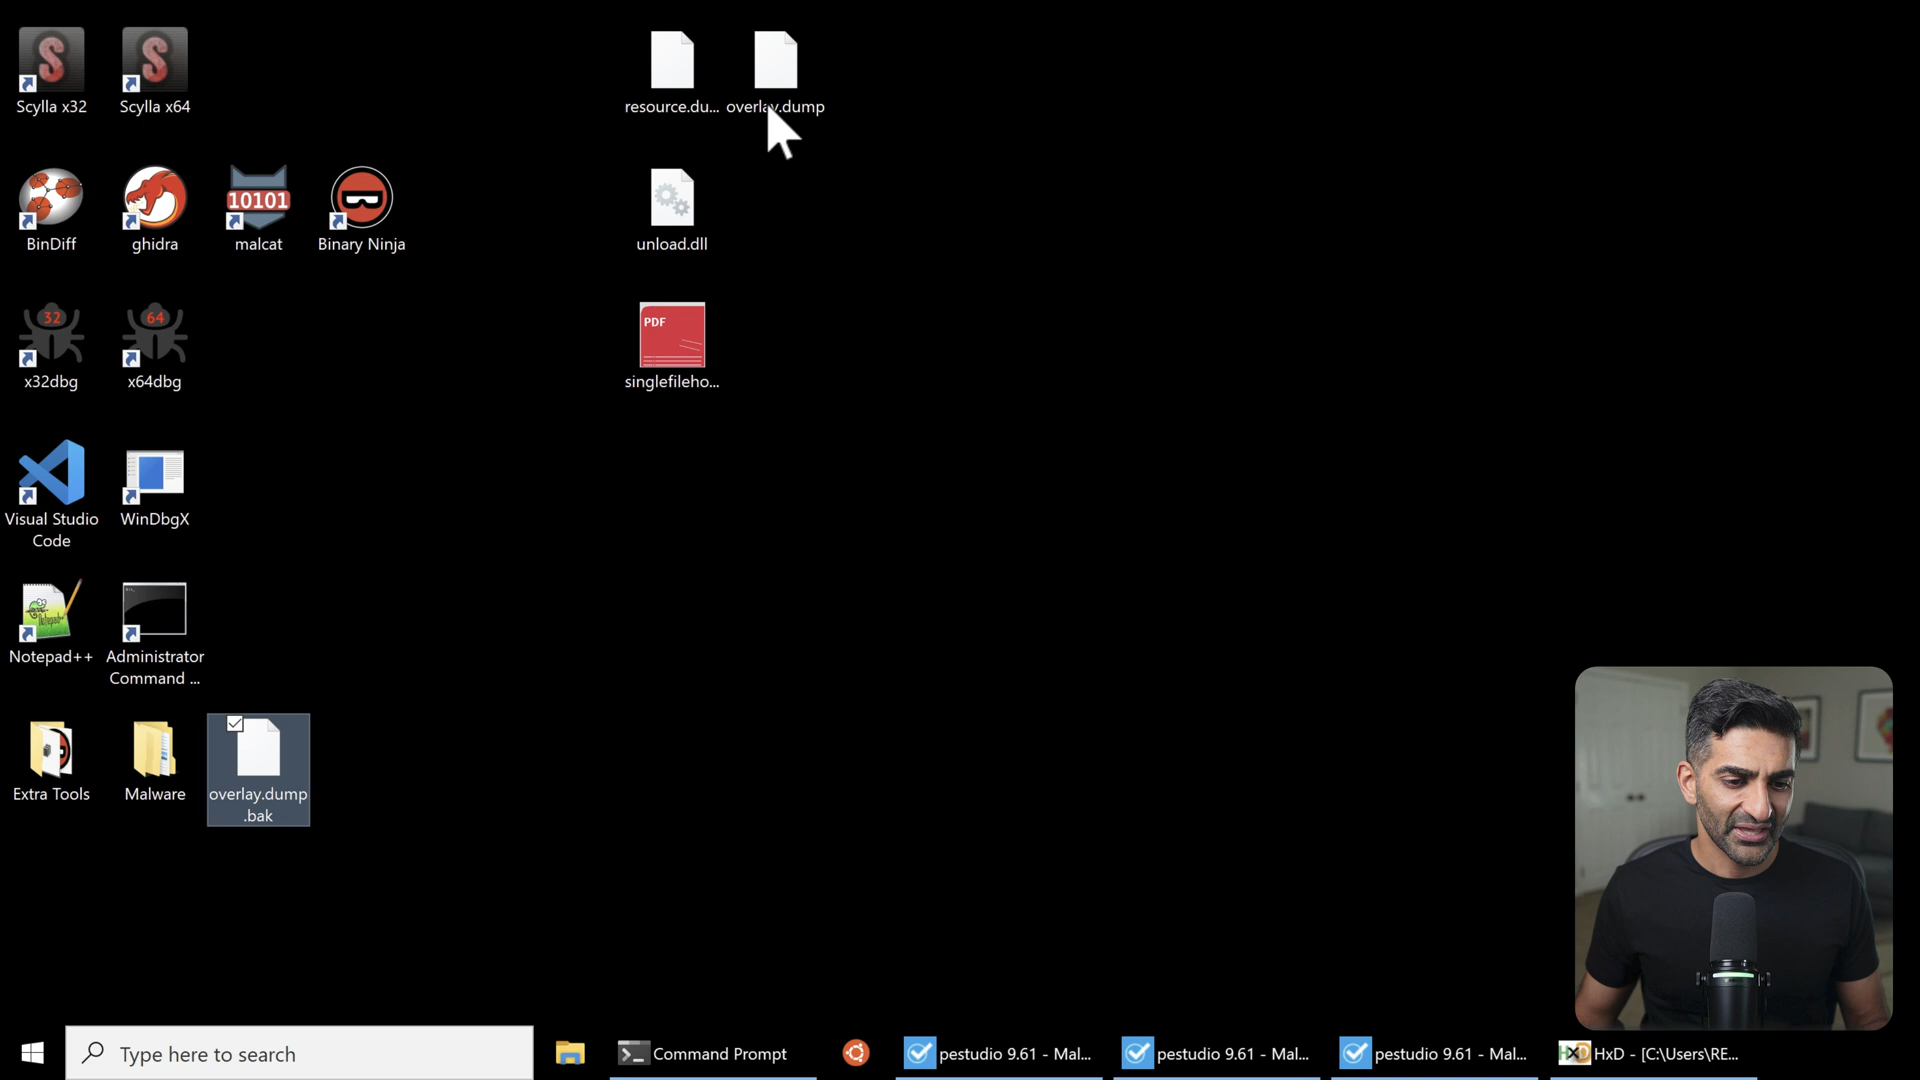 Scylla x32
Scylla x64
resource.du...
overlay.dump
BinDiff
10101
ghidra
malcat
Binary Ninja
unload.dll
32
64
x32dbg
x64dbg
PDF
singlefileho...
Visual Studio
Code
WinDbgX
Notepad++
Administrator
Command ...
Extra Tools
Malware
overlay.dump
.bak
Type here to search
Command Prompt
pestudio 9.61 - Mal...
pestudio 9.61 - Mal...
pestudio 9.61 - Mal...
HxD - [C:\Users\RE...